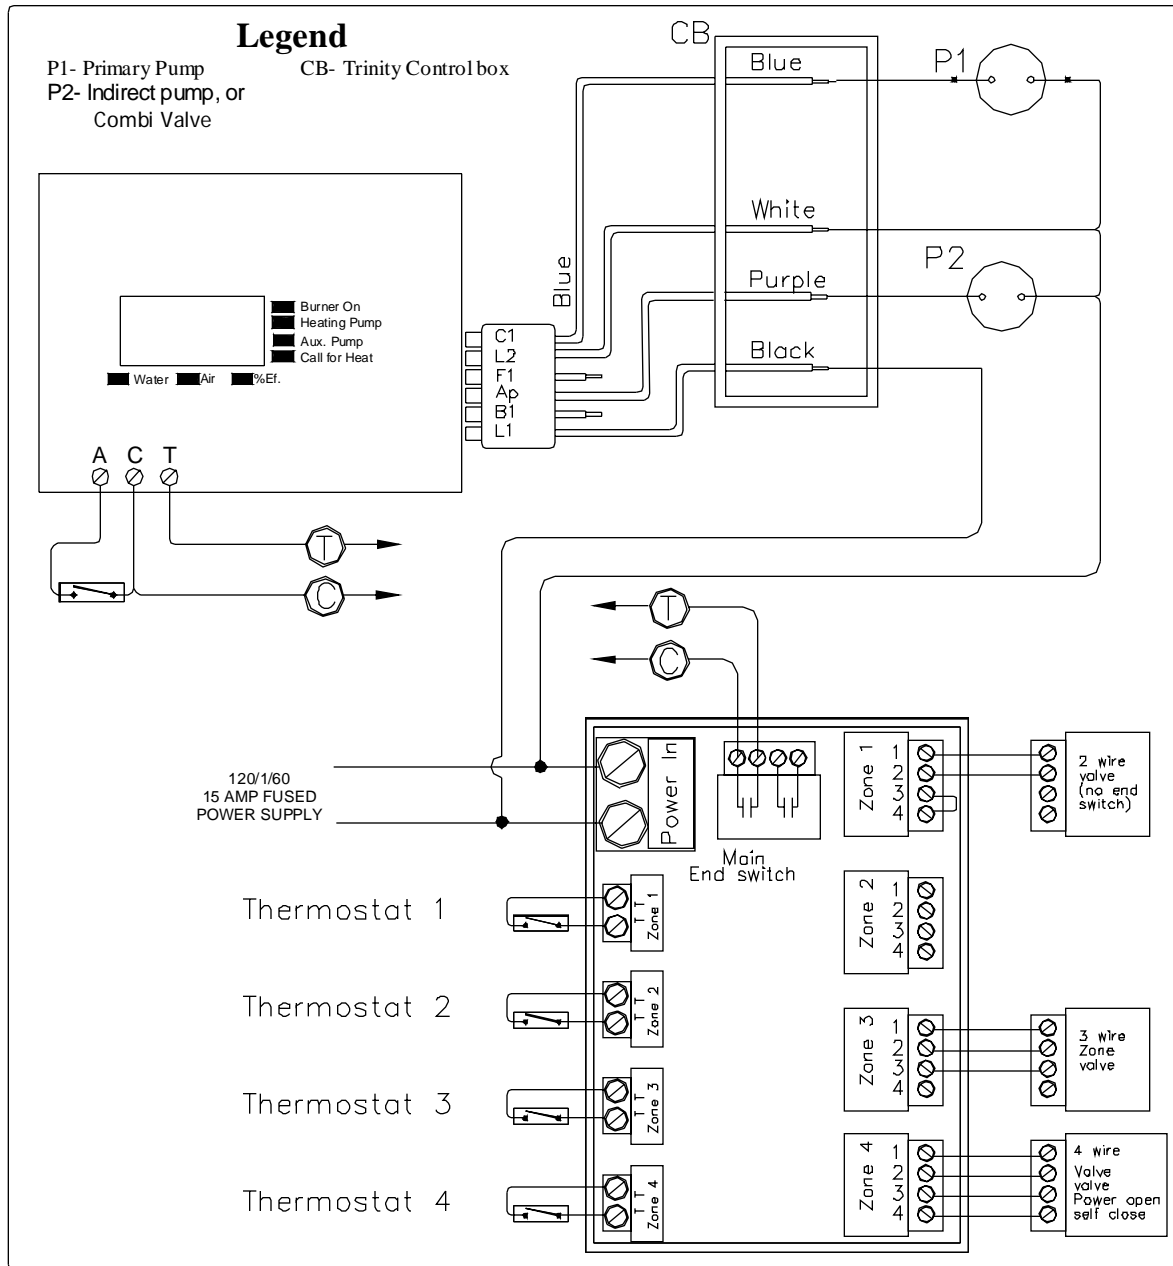 Legend
P1- Primary Pump
CB- Trinity Control box
P2- Indirect pump, or
Combi Valve
CB
Blue
P1
White
Purple
P2
Black
Blue
Burner On
Heating Pump
Aux. Pump
Call for Heat
Water
Air
%Ef.
C1
L2
F1
Ap
B1
L1
A C T
T
C
T
C
120/1/60
15 AMP FUSED
POWER SUPPLY
Power In
Main
End switch
Zone 1
1
2
3
4
2 wire
valve
(no end
switch)
Thermostat 1
T T
Zone 1
Zone 2
1
2
3
4
Thermostat 2
T T
Zone 2
Zone 3
1
2
3
4
3 wire
Zone
valve
Thermostat 3
T T
Zone 3
Zone 4
1
2
3
4
4 wire
Valve
valve
Power open
self close
Thermostat 4
T T
Zone 4